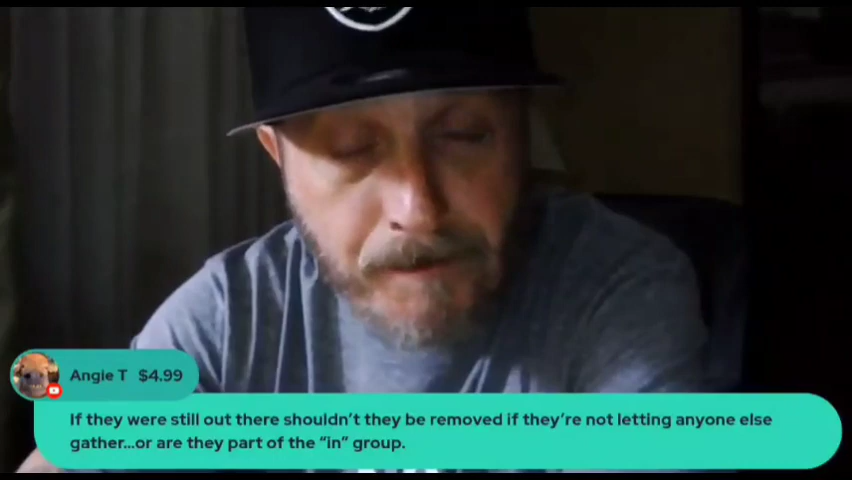 Angie T $4.99
If they were still out there shouldn't they be removed if they're not letting anyone else
gather...or are they part of the "in" group.